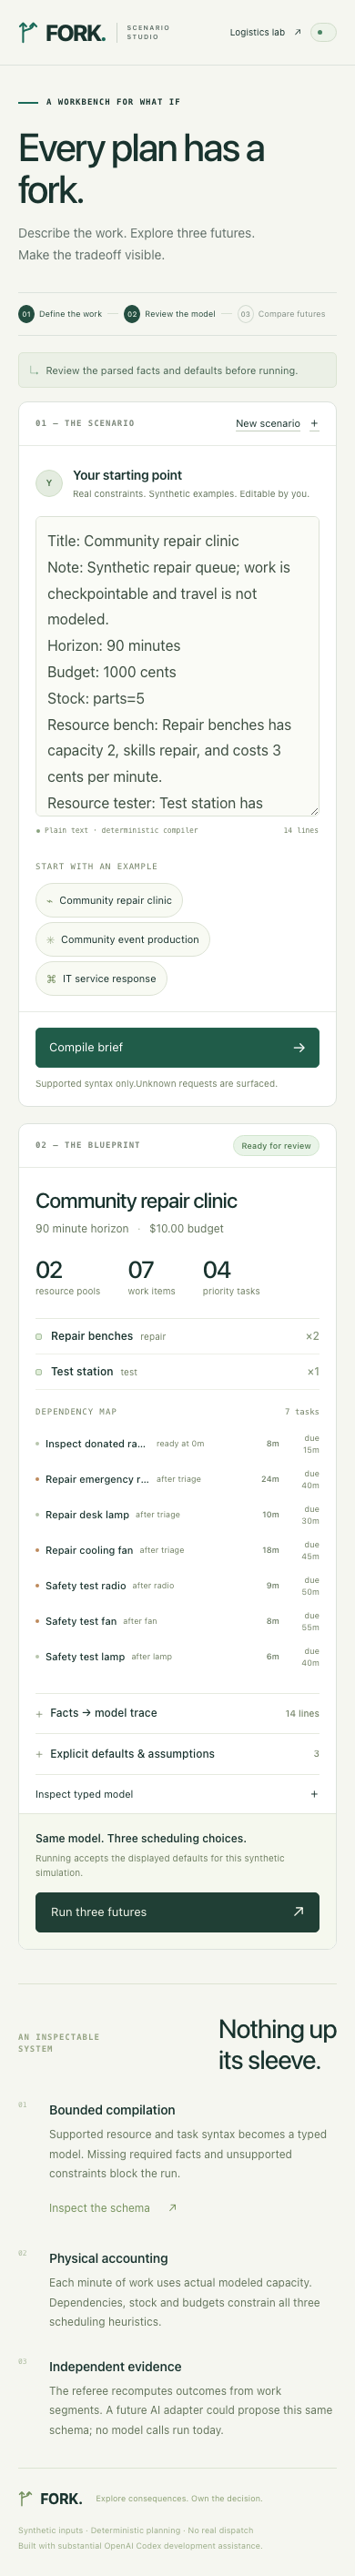 FORK.
SCENARIO
STUDIO
Logistics lab ↗
A WORKBENCH FOR WHAT IF
Every plan has a
fork.
Describe the work. Explore three futures.
Make the tradeoff visible.
01 Define the work
02 Review the model
03 Compare futures
Review the parsed facts and defaults before running.
01 — THE SCENARIO
New scenario +
Y
Your starting point
Real constraints. Synthetic examples. Editable by you.
Title: Community repair clinic
Note: Synthetic repair queue; work is
checkpointable and travel is not
modeled.
Horizon: 90 minutes
Budget: 1000 cents
Stock: parts=5
Resource bench: Repair benches has
capacity 2, skills repair, and costs 3
cents per minute.
Resource tester: Test station has
Plain text · deterministic compiler
14 lines
START WITH AN EXAMPLE
Community repair clinic
Community event production
⌘ IT service response
Compile brief →
Supported syntax only.Unknown requests are surfaced.
02 — THE BLUEPRINT
Ready for review
Community repair clinic
90 minute horizon · $10.00 budget
02 07 04
resource pools work items priority tasks
Repair benches repair ×2
Test station test ×1
DEPENDENCY MAP 7 tasks
Inspect donated ra... ready at 0m 8m due
15m
Repair emergency r... after triage 24m due
40m
Repair desk lamp after triage 10m due
30m
Repair cooling fan after triage 18m due
45m
Safety test radio after radio 9m due
50m
Safety test fan after fan 8m due
55m
Safety test lamp after lamp 6m due
40m
+ Facts → model trace 14 lines
+ Explicit defaults & assumptions 3
Inspect typed model +
Same model. Three scheduling choices.
Running accepts the displayed defaults for this synthetic
simulation.
Run three futures ↗
AN INSPECTABLE
SYSTEM
Nothing up
its sleeve.
01
Bounded compilation
Supported resource and task syntax becomes a typed
model. Missing required facts and unsupported
constraints block the run.
Inspect the schema ↗
02
Physical accounting
Each minute of work uses actual modeled capacity.
Dependencies, stock and budgets constrain all three
scheduling heuristics.
03
Independent evidence
The referee recomputes outcomes from work
segments. A future AI adapter could propose this same
schema; no model calls run today.
FORK.
Explore consequences. Own the decision.
Synthetic inputs · Deterministic planning · No real dispatch
Built with substantial OpenAI Codex development assistance.